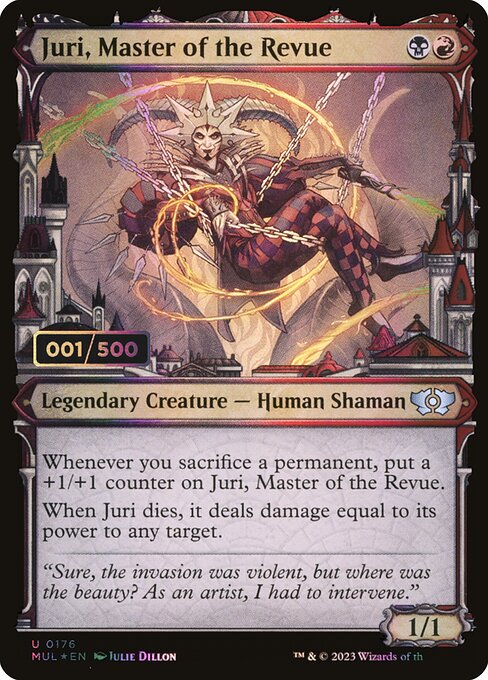 Juri, Master of the Revue
001/500
Legendary Creature — Human Shaman
Whenever you sacrifice a permanent, put a
+1/+1 counter on Juri, Master of the Revue.
When Juri dies, it deals damage equal to its
power to any target.
“Sure, the invasion was violent, but where was
the beauty? As an artist, I had to intervene.”
1/1
U 0176
MUL★EN Julie Dillon
™ & © 2023 Wizards of th